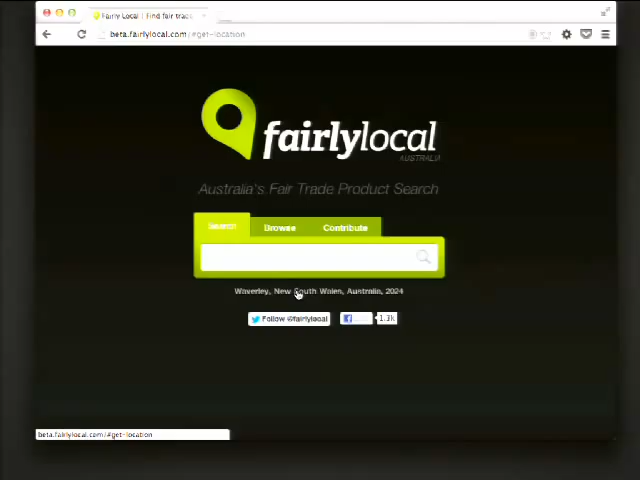 Fairly Local | Find fair trade
beta.fairlylocal.com/#get-location
fairlylocal
AUSTRALIA
Australia's Fair Trade Product Search
Search Browse Contribute
Waverley, New South Wales, Australia, 2024
Follow @fairlylocal 1.3k
beta.fairlylocal.com/#get-location